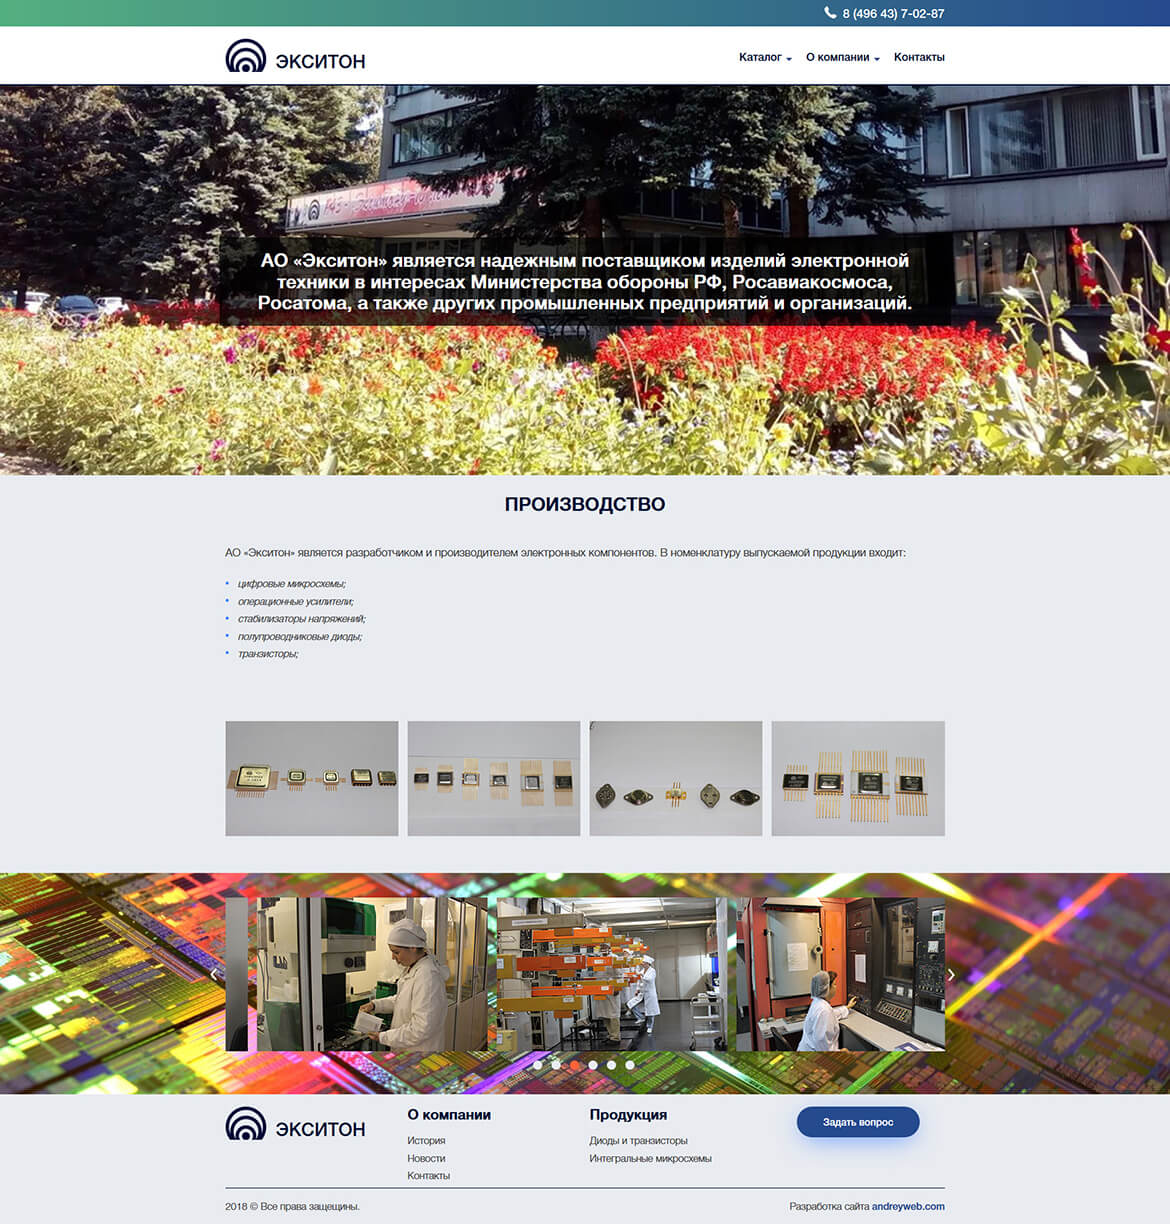 8 (496 43) 7-02-87
ЭКСИТОН
Каталог
О компании
Контакты
АО «Экситон» является надежным поставщиком изделий электронной
техники в интересах Министерства обороны РФ, Росавиакосмоса,
Росатома, а также других промышленных предприятий и организаций.
ПРОИЗВОДСТВО
АО «Экситон» является разработчиком и производителем электронных компонентов. В номенклатуру выпускаемой продукции входит:
• цифровые микросхемы;
• операционные усилители;
• стабилизаторы напряжений;
• полупроводниковые диоды;
• транзисторы;
ЭКСИТОН
О компании
История
Новости
Контакты
Продукция
Диоды и транзисторы
Интегральные микросхемы
Задать вопрос
2018 © Все права защещины.
Разработка сайта andreyweb.com